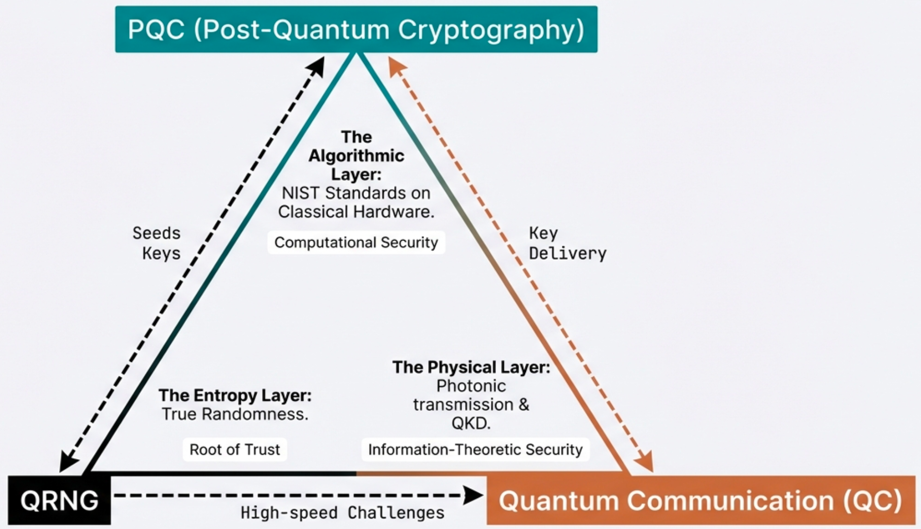 PQC (Post-Quantum Cryptography)
The
Algorithmic
Layer:
NIST Standards on
Classical Hardware.
Computational Security
Seeds
Keys
Key
Delivery
The Entropy Layer:
True Randomness.
Root of Trust
The Physical Layer:
Photonic
transmission &
QKD.
Information-Theoretic Security
QRNG
High-speed Challenges
Quantum Communication (QC)